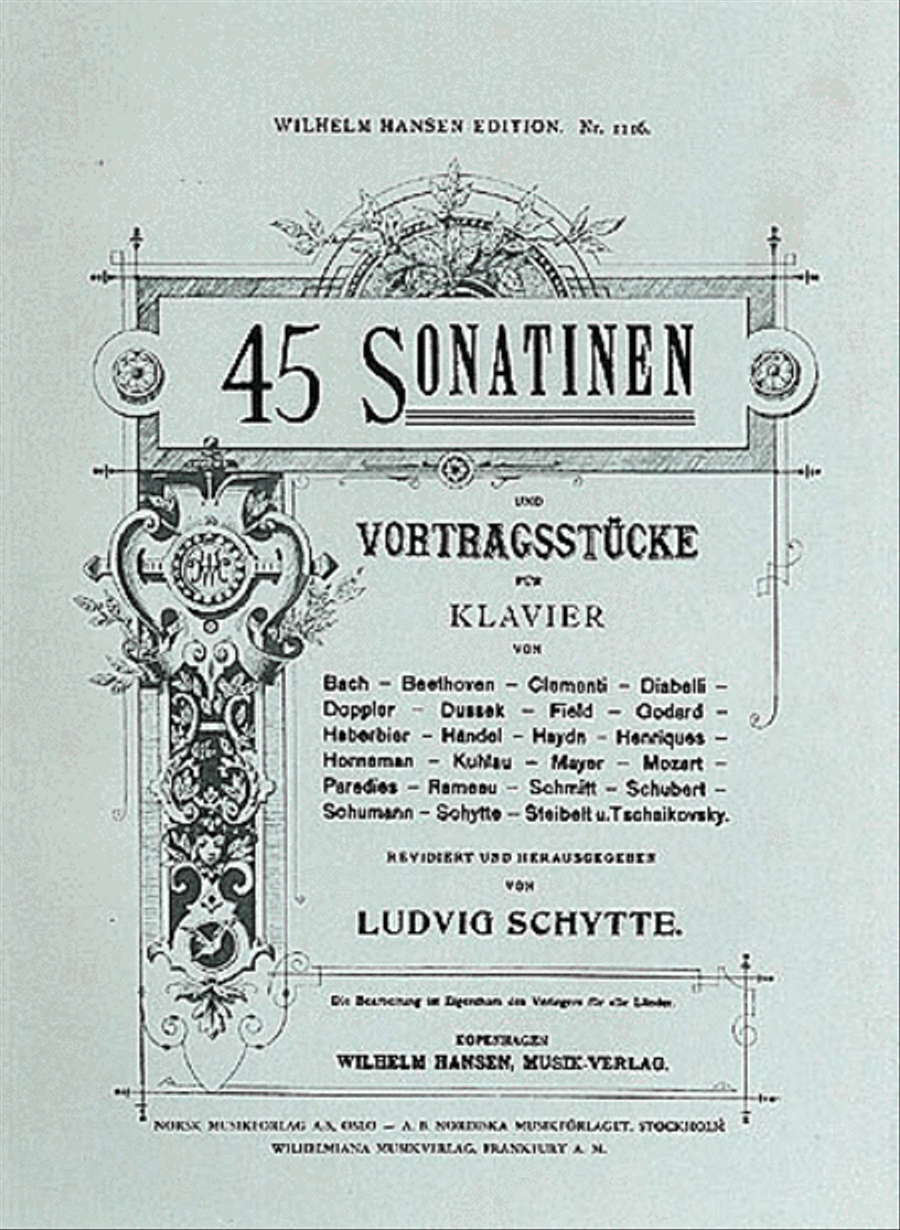 WILHELM HANSEN EDITION. Nr. 1106.
45 SONATINEN
UND
VORTRAGSSTÜCKE
FÜR
KLAVIER
VON
Bach – Beethoven – Clementi – Diabelli –
Doppler – Dussek – Field – Godard –
Haberbier – Händel – Haydn – Henriques –
Horneman – Kuhlau – Mayer – Mozart –
Paradies – Rameau – Schmitt – Schubert –
Schumann – Schytte – Steibelt u. Tschaikovsky.
REVIDIERT UND HERAUSGEGEBEN
VON
LUDVIG SCHYTTE.
Die Bearbeitung ist Eigenthum des Verlegers für alle Länder.
KOPENHAGEN
WILHELM HANSEN, MUSIK-VERLAG.
NORSK MUSIKFORLAG A.S, OSLO – A. B. NORDISKA MUSIKFÖRLAGET, STOCKHOLM
WILHELMIANA MUSIKVERLAG, FRANKFURT A. M.